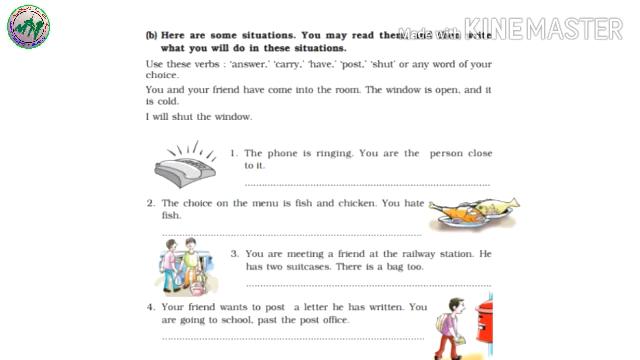 Made with KINEMASTER
(b) Here are some situations. You may read them, and then write
what you will do in these situations.
Use these verbs : 'answer,' 'carry,' 'have,' 'post,' 'shut' or any word of your
choice.
You and your friend have come into the room. The window is open, and it
is cold.
I will shut the window.
1. The phone is ringing. You are the person close
to it.
2. The choice on the menu is fish and chicken. You hate
fish.
3. You are meeting a friend at the railway station. He
has two suitcases. There is a bag too.
4. Your friend wants to post a letter he has written. You
are going to school, past the post office.